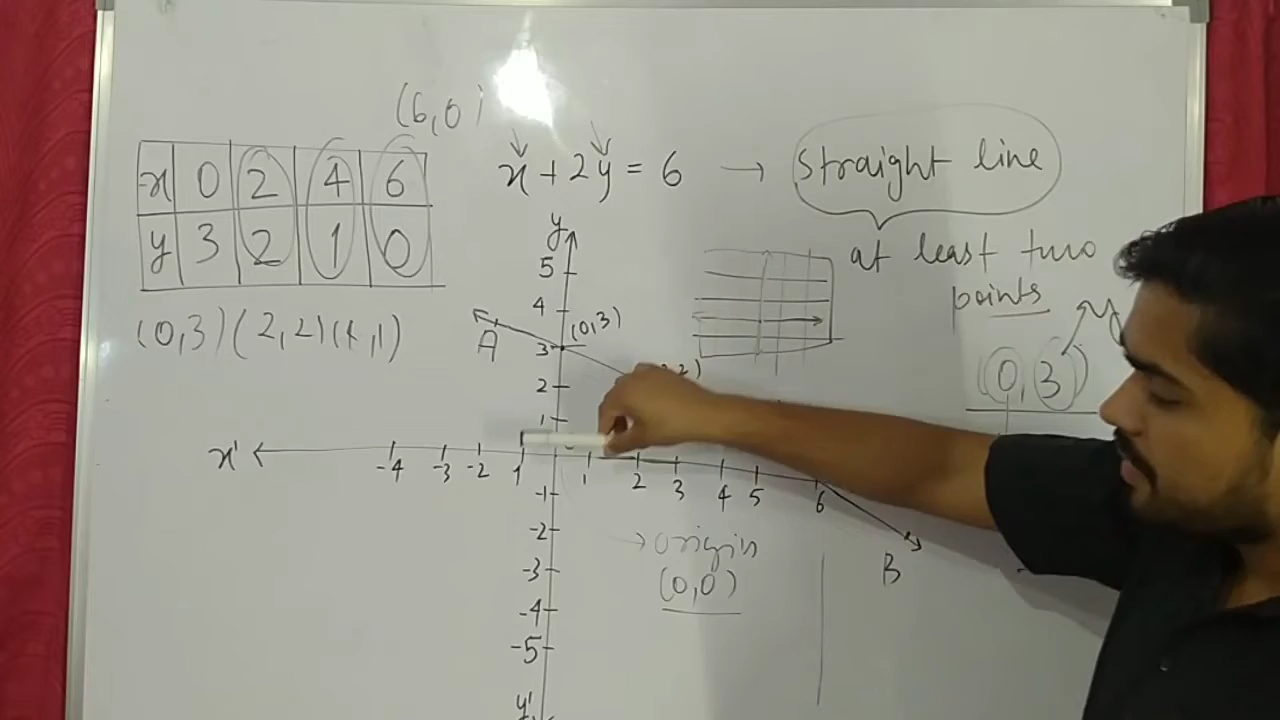 (6,0)
x 0 2 4 6
y 3 2 1 0
(0,3) (2,2) (4,1)
x + 2y = 6 → straight line
at least two
points
(0,3) y
y
5
4
3
2
1
(0,3)
A
x' -4 -3 -2 1 1 2 3 4 5 6
-1
-2
-3
-4
-5
y'
→ origin
(0,0)
B